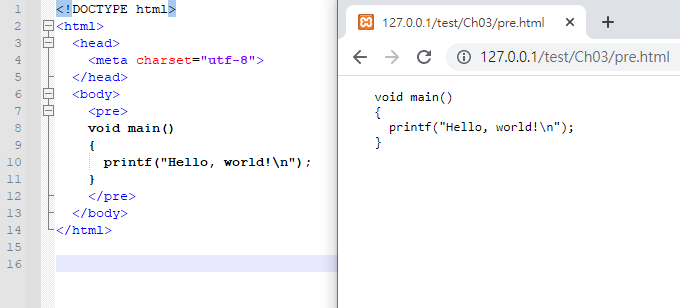 1 <!DOCTYPE html>
2 <html>
3   <head>
4     <meta charset="utf-8">
5   </head>
6   <body>
7     <pre>
8     void main()
9     {
10       printf("Hello, world!\n");
11     }
12     </pre>
13   </body>
14 </html>
15
16
127.0.0.1/test/Ch03/pre.html
127.0.0.1/test/Ch03/pre.html
void main()
{
  printf("Hello, world!\n");
}